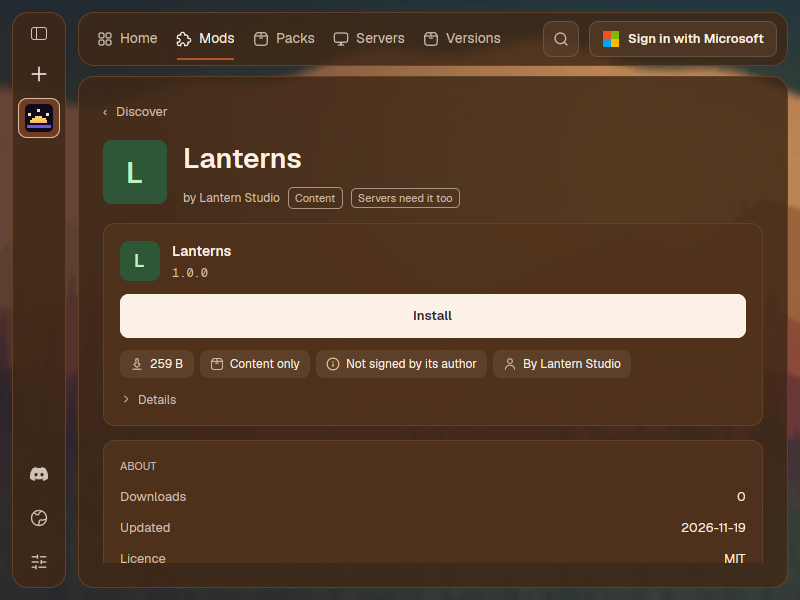 Home
Mods
Packs
Servers
Versions
Sign in with Microsoft
‹ Discover
L
Lanterns
by Lantern Studio
Content
Servers need it too
L
Lanterns
1.0.0
Install
259 B
Content only
Not signed by its author
By Lantern Studio
Details
ABOUT
Downloads
0
Updated
2026-11-19
Licence
MIT